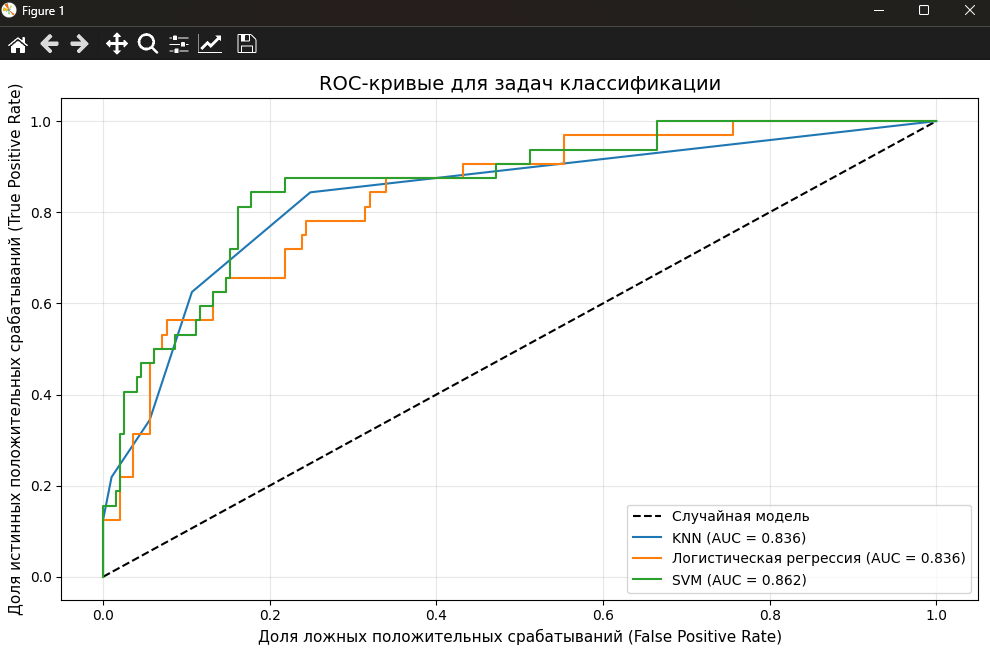 Figure 1
ROC-кривые для задач классификации
Доля истинных положительных срабатываний (True Positive Rate)
1.0
0.8
0.6
0.4
0.2
0.0
Случайная модель
KNN (AUC = 0.836)
Логистическая регрессия (AUC = 0.836)
SVM (AUC = 0.862)
0.0 0.2 0.4 0.6 0.8 1.0
Доля ложных положительных срабатываний (False Positive Rate)